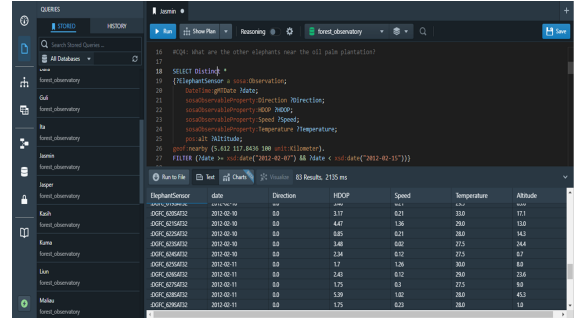 QUERIES
STORED HISTORY
Search Stored Queries ...
All Databases
forest_observatory
Guli
forest_observatory
Ita
forest_observatory
Jasmin
forest_observatory
Jasper
forest_observatory
Kasih
forest_observatory
Kuma
forest_observatory
Liun
forest_observatory
Maliau
forest_observatory
Jasmin
Run Show Plan Reasoning forest_observatory Save
16 #CQ4: What are the other elephants near the oil palm plantation?
17
18 SELECT Distinct *
19 {?ElephantSensor a sosa:Observation;
20 DateTime:gMTDate ?date;
21 sosaObservableProperty:Direction ?Direction;
22 sosaObservableProperty:HDOP ?HDOP;
23 sosaObservableProperty:Speed ?Speed;
24 sosaObservableProperty:Temperature ?Temperature;
25 pos:alt ?Altitude;
26 geof:nearby (5.612 117.8436 100 unit:Kilometer).
27 FILTER (?date >= xsd:date("2012-02-07") && ?date < xsd:date("2012-02-15"))}
Run to File Text Charts Visualize 83 Results, 2135 ms
ElephantSensor date Direction HDOP Speed Temperature Altitude
:DGFC_620SAT32 2012-02-10 0.0 3.17 0.21 33.0 17.1
:DGFC_621SAT32 2012-02-10 0.0 4.47 1.36 29.0 13.0
:DGFC_622SAT32 2012-02-10 0.0 0.85 0.21 28.0 14.3
:DGFC_623SAT32 2012-02-10 0.0 3.48 0.02 27.5 24.4
:DGFC_624SAT32 2012-02-10 0.0 2.34 0.12 27.5 0.7
:DGFC_625SAT32 2012-02-11 0.0 1.7 1.26 30.0 8.0
:DGFC_626SAT32 2012-02-11 0.0 2.43 0.12 29.0 23.6
:DGFC_627SAT32 2012-02-11 0.0 1.75 0.3 27.5 9.0
:DGFC_628SAT32 2012-02-11 0.0 5.39 1.02 28.0 45.3
:DGFC_629SAT32 2012-02-11 0.0 1.75 0.23 28.0 1.0